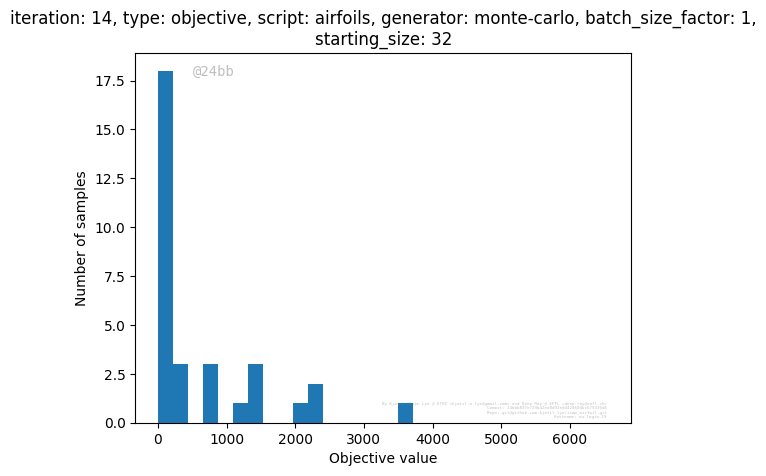 iteration: 14, type: objective, script: airfoils, generator: monte-carlo, batch_size_factor: 1,
starting_size: 32
@24bb
17.5
15.0
12.5
10.0
7.5
5.0
2.5
0.0
Number of samples
0 1000 2000 3000 4000 5000 6000
Objective value